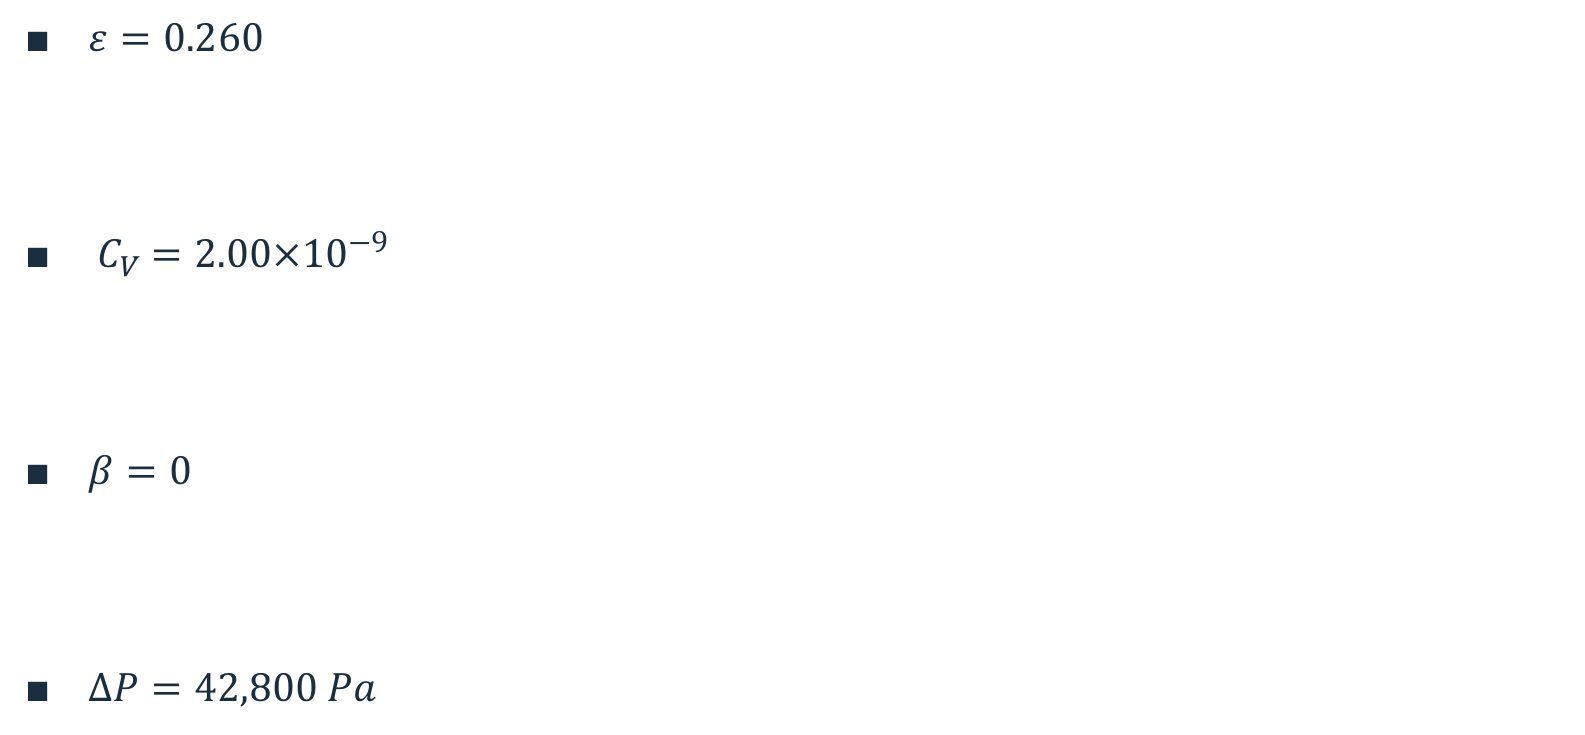 ▪ ε = 0.260
▪ C_V = 2.00×10⁻⁹
▪ β = 0
▪ ΔP = 42,800 Pa